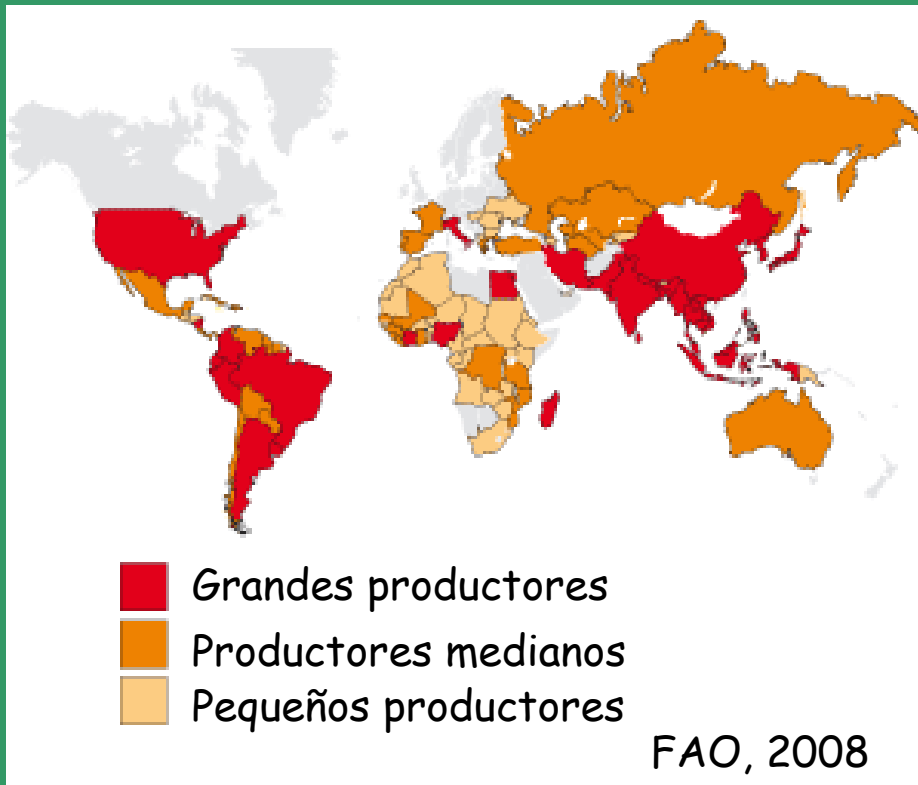 Grandes productores
Productores medianos
Pequeños productores
FAO, 2008